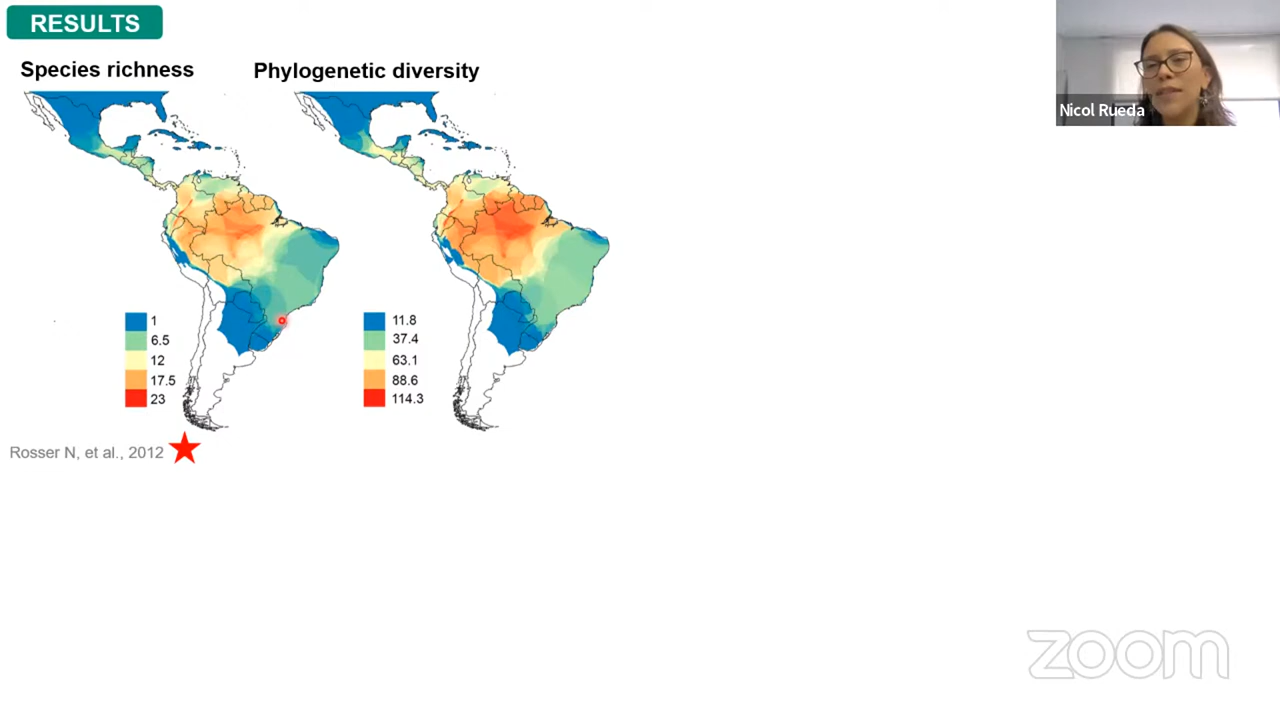 RESULTS
Species richness
Phylogenetic diversity
Nicol Rueda
1
6.5
12
17.5
23
11.8
37.4
63.1
88.6
114.3
Rosser N, et al., 2012
zoom